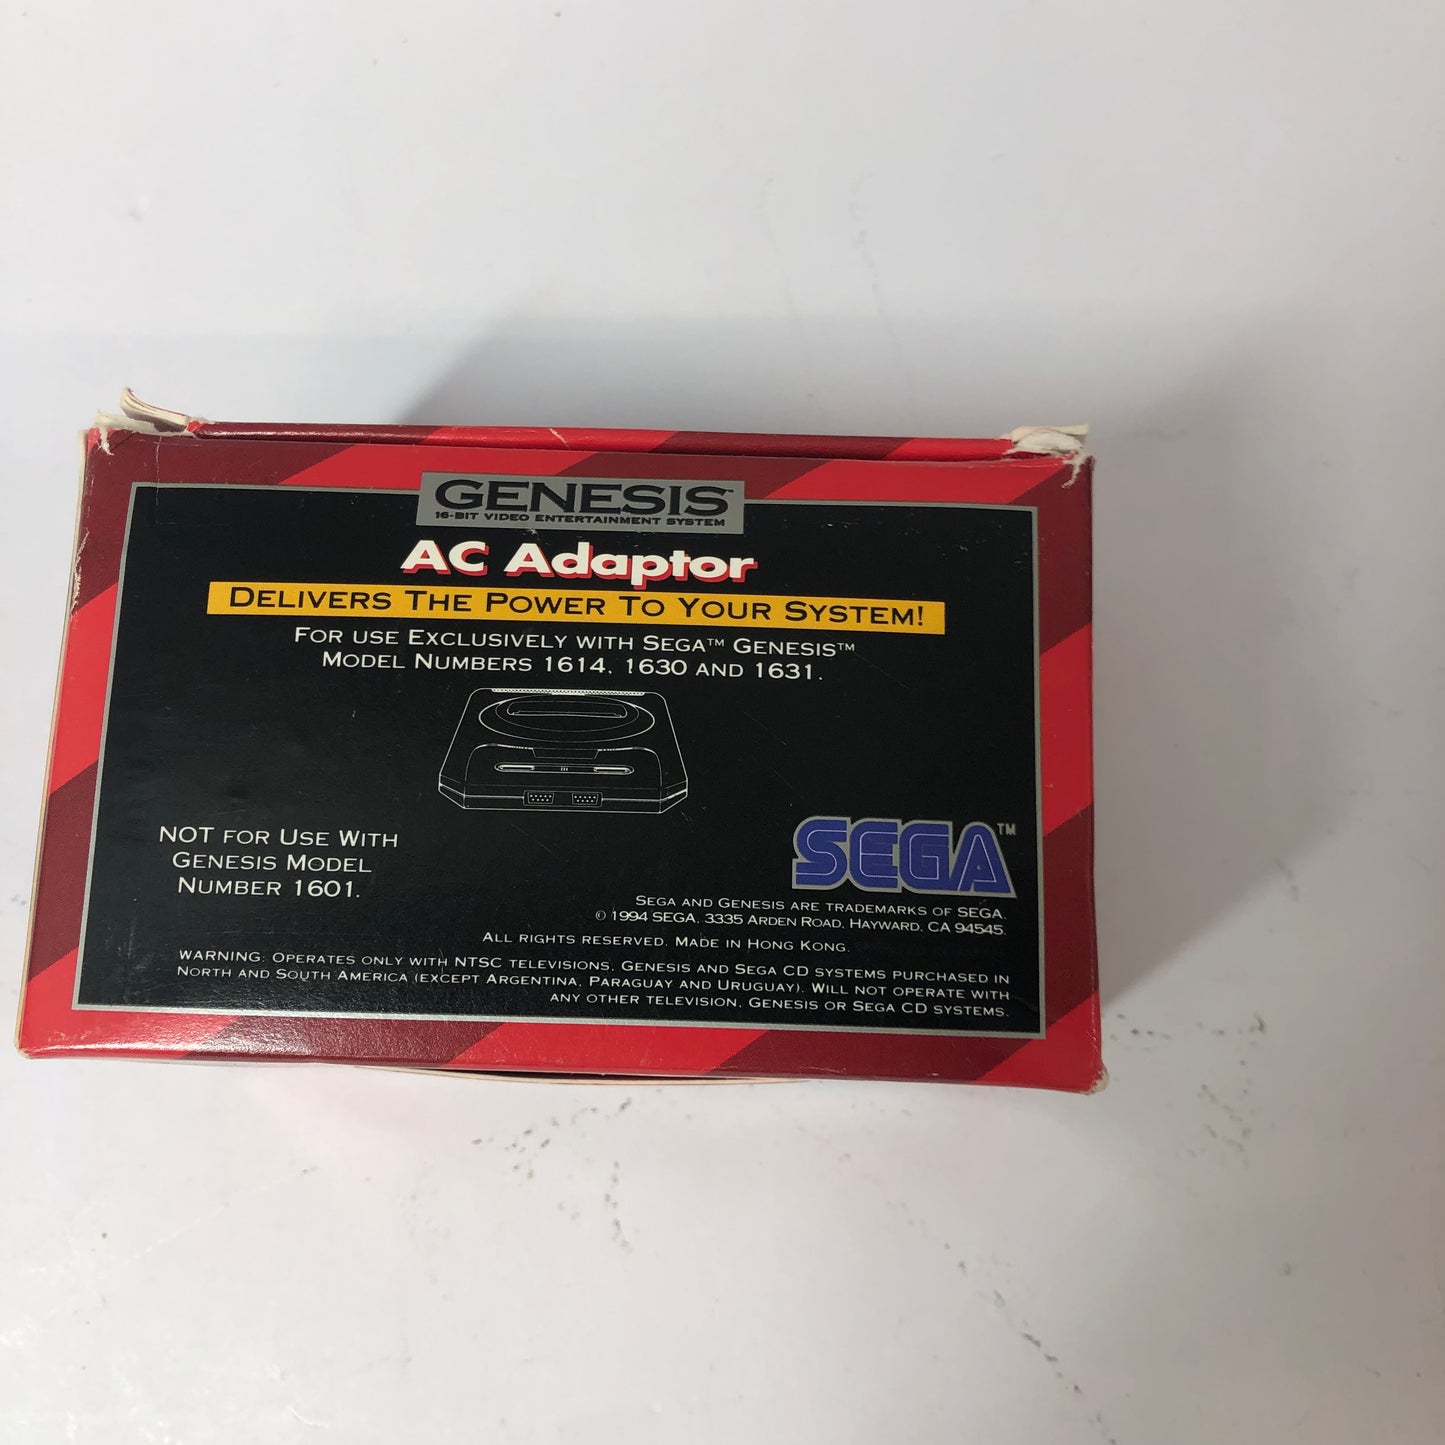 GENESIS™
16-BIT VIDEO ENTERTAINMENT SYSTEM
AC Adaptor
DELIVERS THE POWER TO YOUR SYSTEM!
FOR USE EXCLUSIVELY WITH SEGA™ GENESIS™
MODEL NUMBERS 1614, 1630 AND 1631.
NOT FOR USE WITH
GENESIS MODEL
NUMBER 1601.
SEGA™
SEGA AND GENESIS ARE TRADEMARKS OF SEGA.
© 1994 SEGA, 3335 ARDEN ROAD, HAYWARD, CA 94545.
ALL RIGHTS RESERVED. MADE IN HONG KONG.
WARNING: OPERATES ONLY WITH NTSC TELEVISIONS, GENESIS AND SEGA CD SYSTEMS PURCHASED IN
NORTH AND SOUTH AMERICA (EXCEPT ARGENTINA, PARAGUAY AND URUGUAY). WILL NOT OPERATE WITH
ANY OTHER TELEVISION, GENESIS OR SEGA CD SYSTEMS.